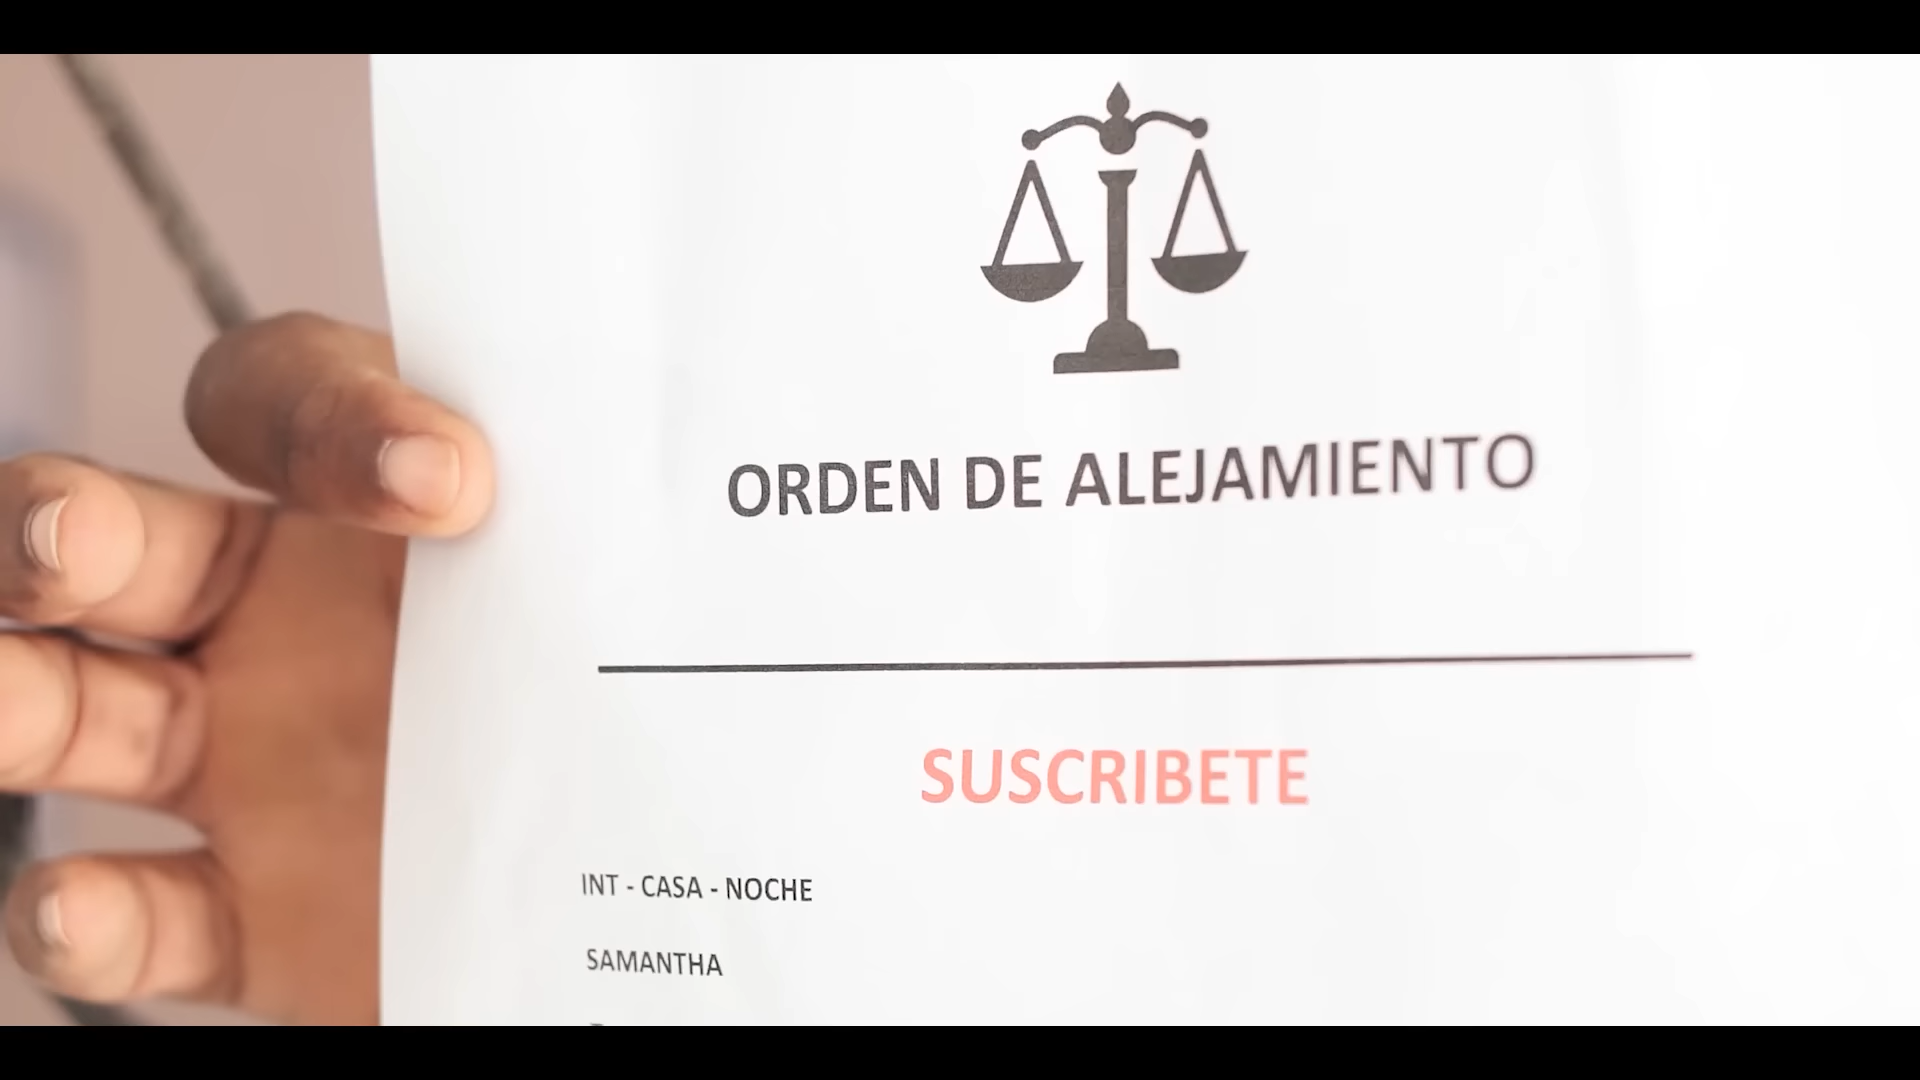 ORDEN DE ALEJAMIENTO
SUSCRIBETE
INT - CASA - NOCHE
SAMANTHA